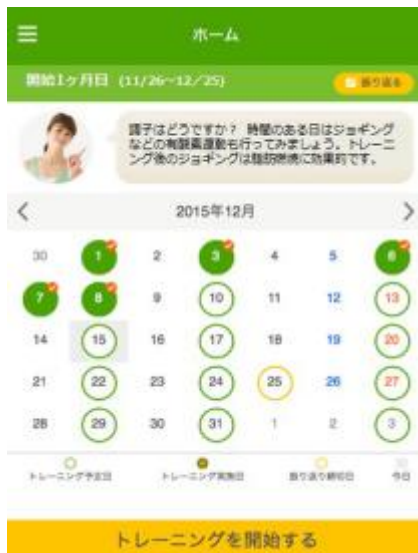 ホーム
開始1ヶ月目 (11/26~12/25)
振り返る
調子はどうですか? 時間のある日はジョギング
などの有酸素運動も行ってみましょう。トレーニ
ング後のジョギングは脂肪燃焼に効果的です。
2015年12月
30 1 2 3 4 5 6
7 8 9 10 11 12 13
14 15 16 17 18 19 20
21 22 23 24 25 26 27
28 29 30 31 1 2 3
トレーニング予定日 トレーニング実施日 振り返り締切日 今日
トレーニングを開始する